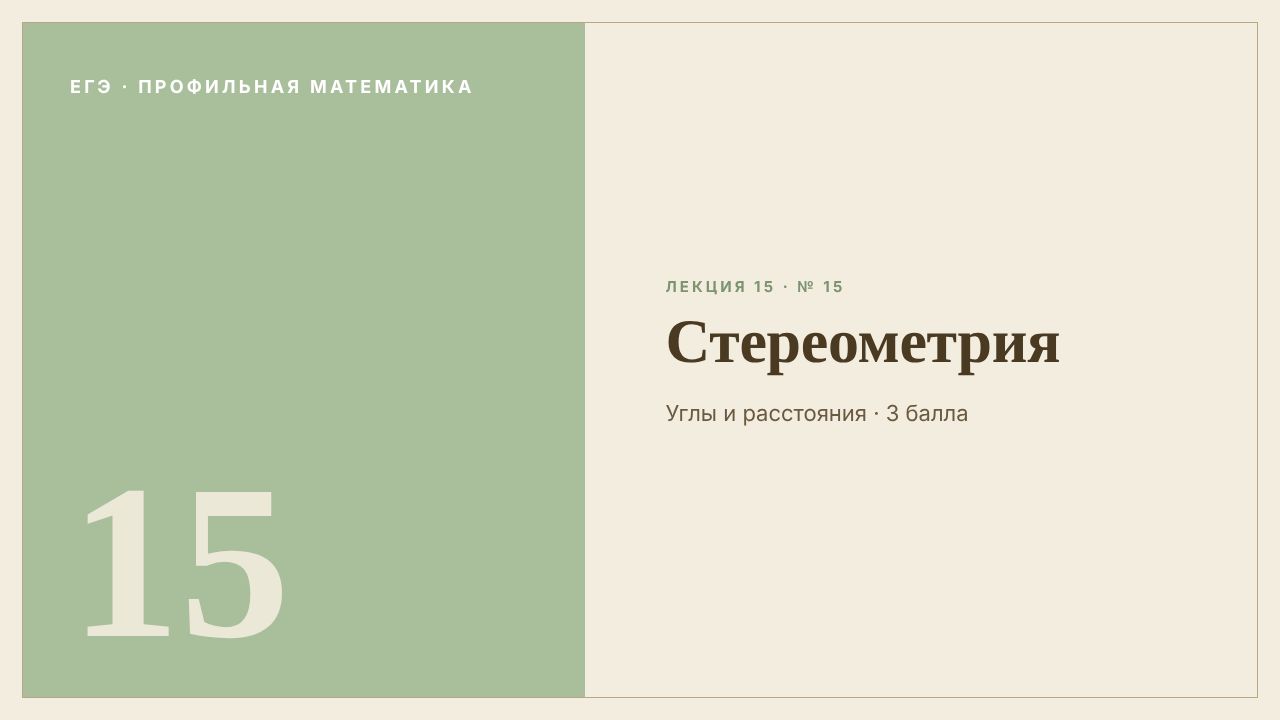 ЕГЭ · ПРОФИЛЬНАЯ МАТЕМАТИКА
15
ЛЕКЦИЯ 15 · № 15
Стереометрия
Углы и расстояния · 3 балла